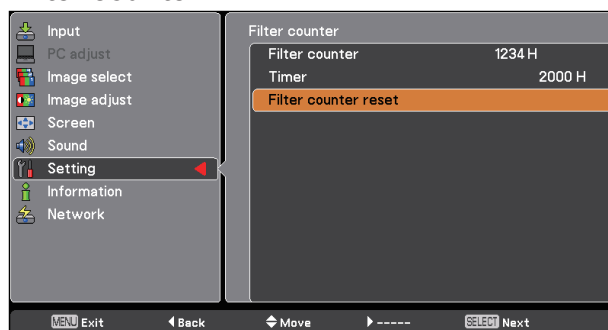 Input
PC adjust
Image select
Image adjust
Screen
Sound
Setting
Information
Network
Filter counter
Filter counter 1234 H
Timer 2000 H
Filter counter reset
MENU Exit Back Move ----- SELECT Next